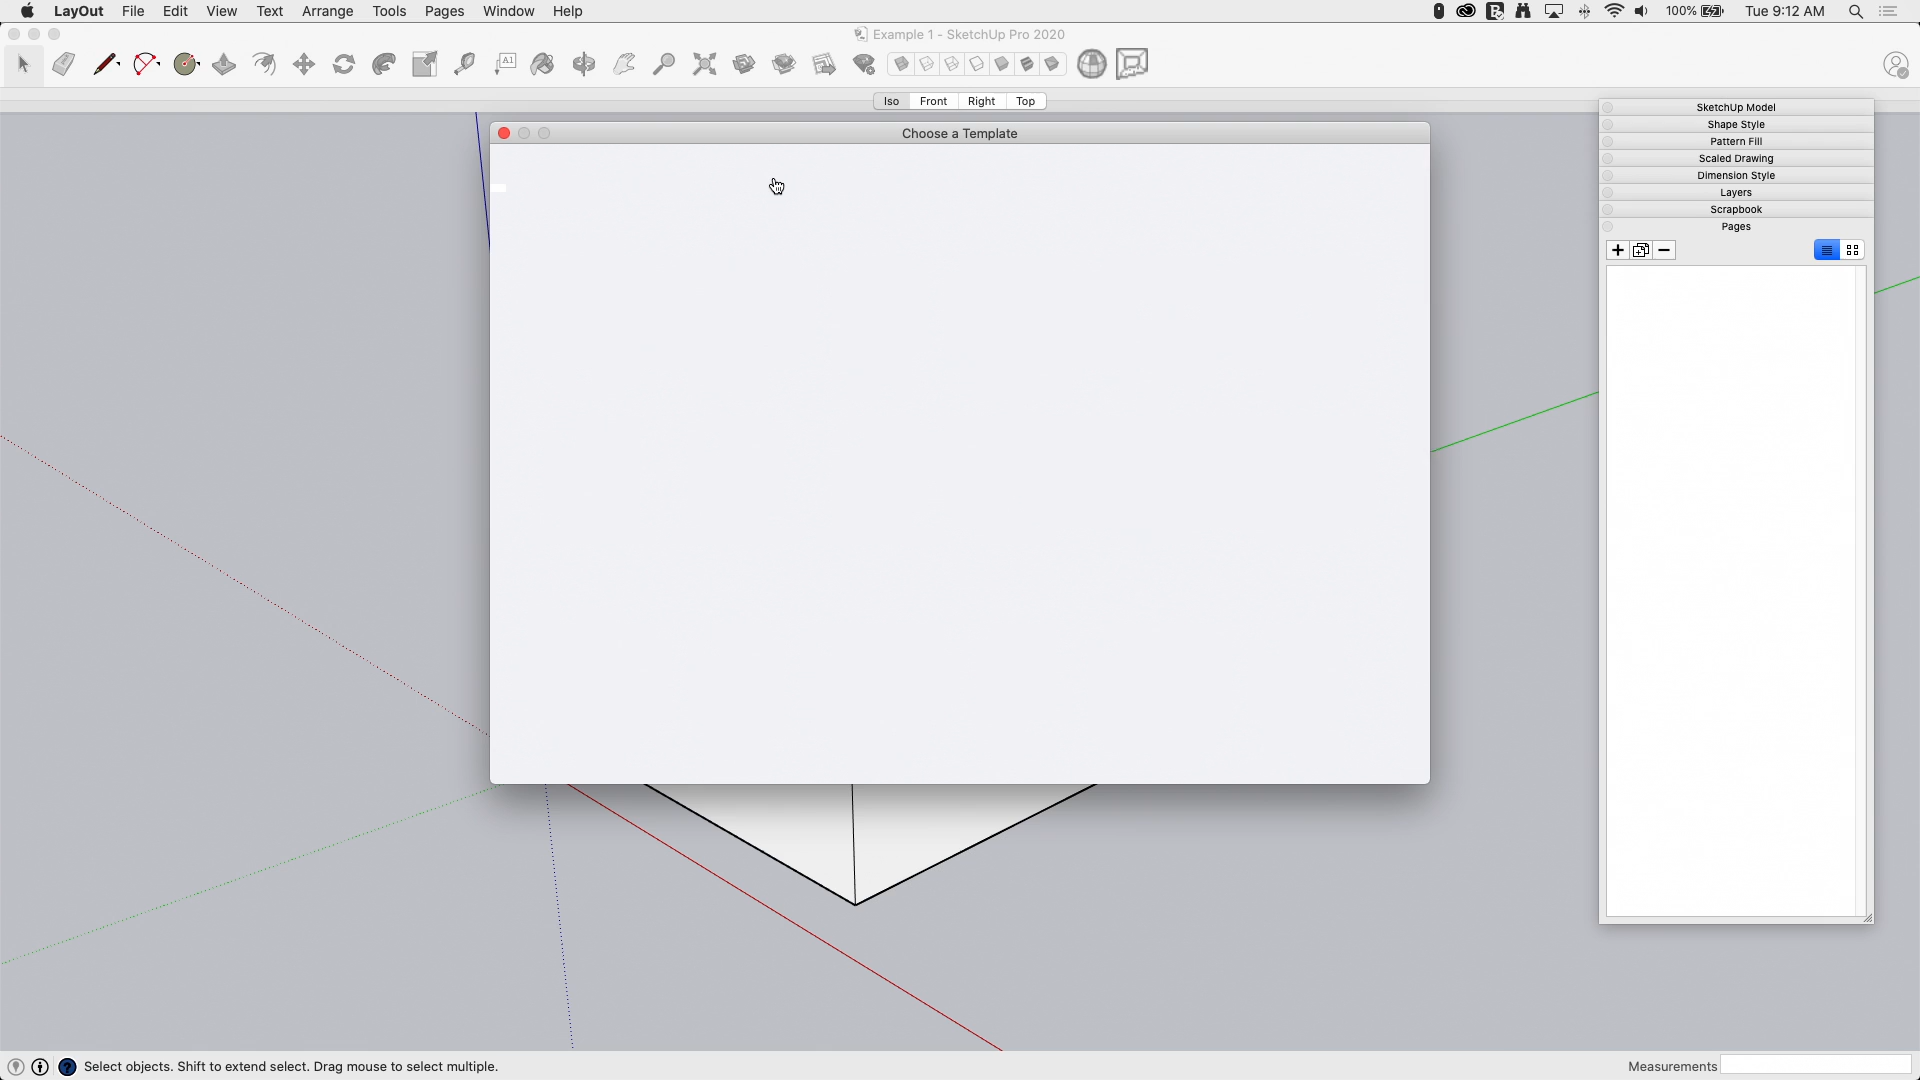 LayOut File Edit View Text Arrange Tools Pages Window Help 100% Tue 9:12 AM
Example 1 - SketchUp Pro 2020
A1
Iso Front Right Top
Choose a Template
SketchUp Model
Shape Style
Pattern Fill
Scaled Drawing
Dimension Style
Layers
Scrapbook
Pages
Select objects. Shift to extend select. Drag mouse to select multiple.
Measurements